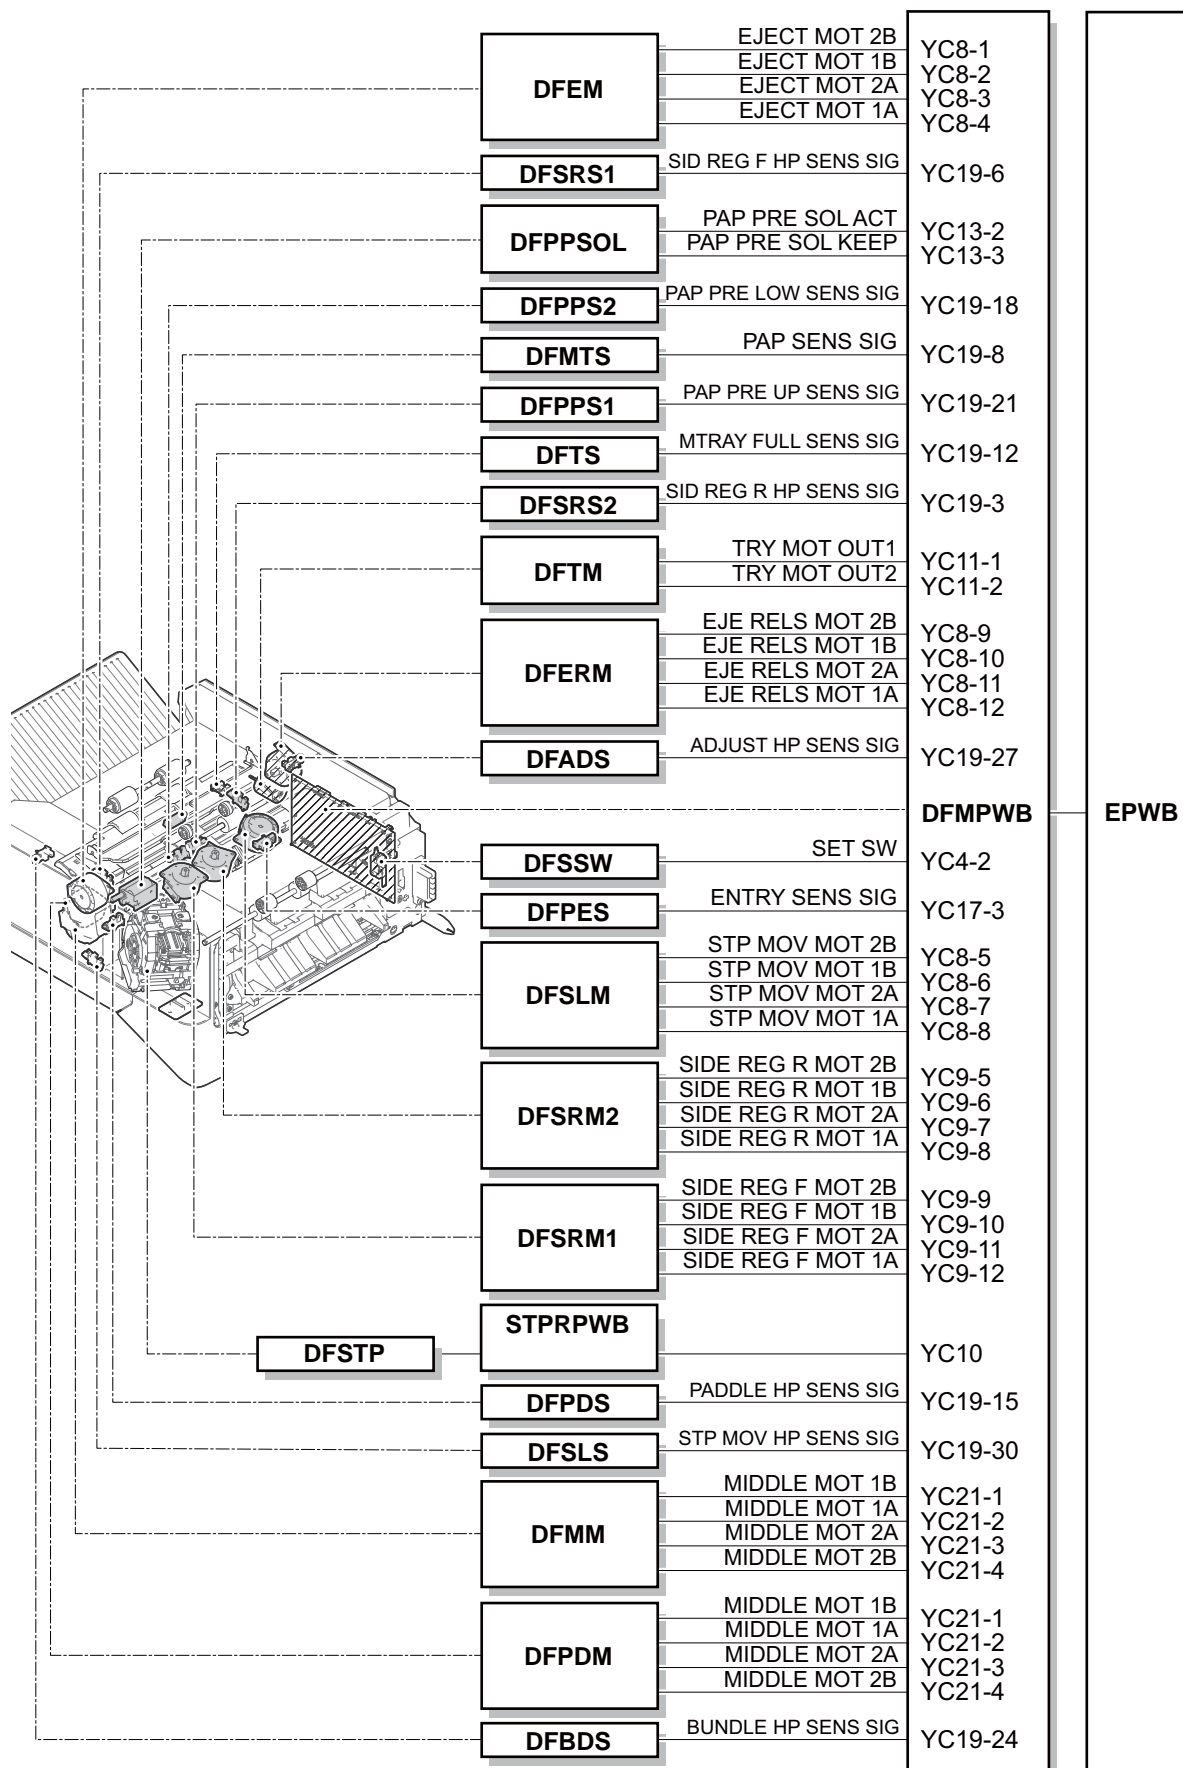 DFEM
EJECT MOT 2B YC8-1
EJECT MOT 1B YC8-2
EJECT MOT 2A YC8-3
EJECT MOT 1A YC8-4
DFSRS1 SID REG F HP SENS SIG YC19-6
DFPPSOL
PAP PRE SOL ACT YC13-2
PAP PRE SOL KEEP YC13-3
DFPPS2 PAP PRE LOW SENS SIG YC19-18
DFMTS PAP SENS SIG YC19-8
DFPPS1 PAP PRE UP SENS SIG YC19-21
DFTS MTRAY FULL SENS SIG YC19-12
DFSRS2 SID REG R HP SENS SIG YC19-3
DFTM
TRY MOT OUT1 YC11-1
TRY MOT OUT2 YC11-2
DFERM
EJE RELS MOT 2B YC8-9
EJE RELS MOT 1B YC8-10
EJE RELS MOT 2A YC8-11
EJE RELS MOT 1A YC8-12
DFADS ADJUST HP SENS SIG YC19-27
DFMPWB EPWB
DFSSW SET SW YC4-2
DFPES ENTRY SENS SIG YC17-3
DFSLM
STP MOV MOT 2B YC8-5
STP MOV MOT 1B YC8-6
STP MOV MOT 2A YC8-7
STP MOV MOT 1A YC8-8
DFSRM2
SIDE REG R MOT 2B YC9-5
SIDE REG R MOT 1B YC9-6
SIDE REG R MOT 2A YC9-7
SIDE REG R MOT 1A YC9-8
DFSRM1
SIDE REG F MOT 2B YC9-9
SIDE REG F MOT 1B YC9-10
SIDE REG F MOT 2A YC9-11
SIDE REG F MOT 1A YC9-12
STPRPWB
DFSTP YC10
DFPDS PADDLE HP SENS SIG YC19-15
DFSLS STP MOV HP SENS SIG YC19-30
DFMM
MIDDLE MOT 1B YC21-1
MIDDLE MOT 1A YC21-2
MIDDLE MOT 2A YC21-3
MIDDLE MOT 2B YC21-4
DFPDM
MIDDLE MOT 1B YC21-1
MIDDLE MOT 1A YC21-2
MIDDLE MOT 2A YC21-3
MIDDLE MOT 2B YC21-4
DFBDS BUNDLE HP SENS SIG YC19-24